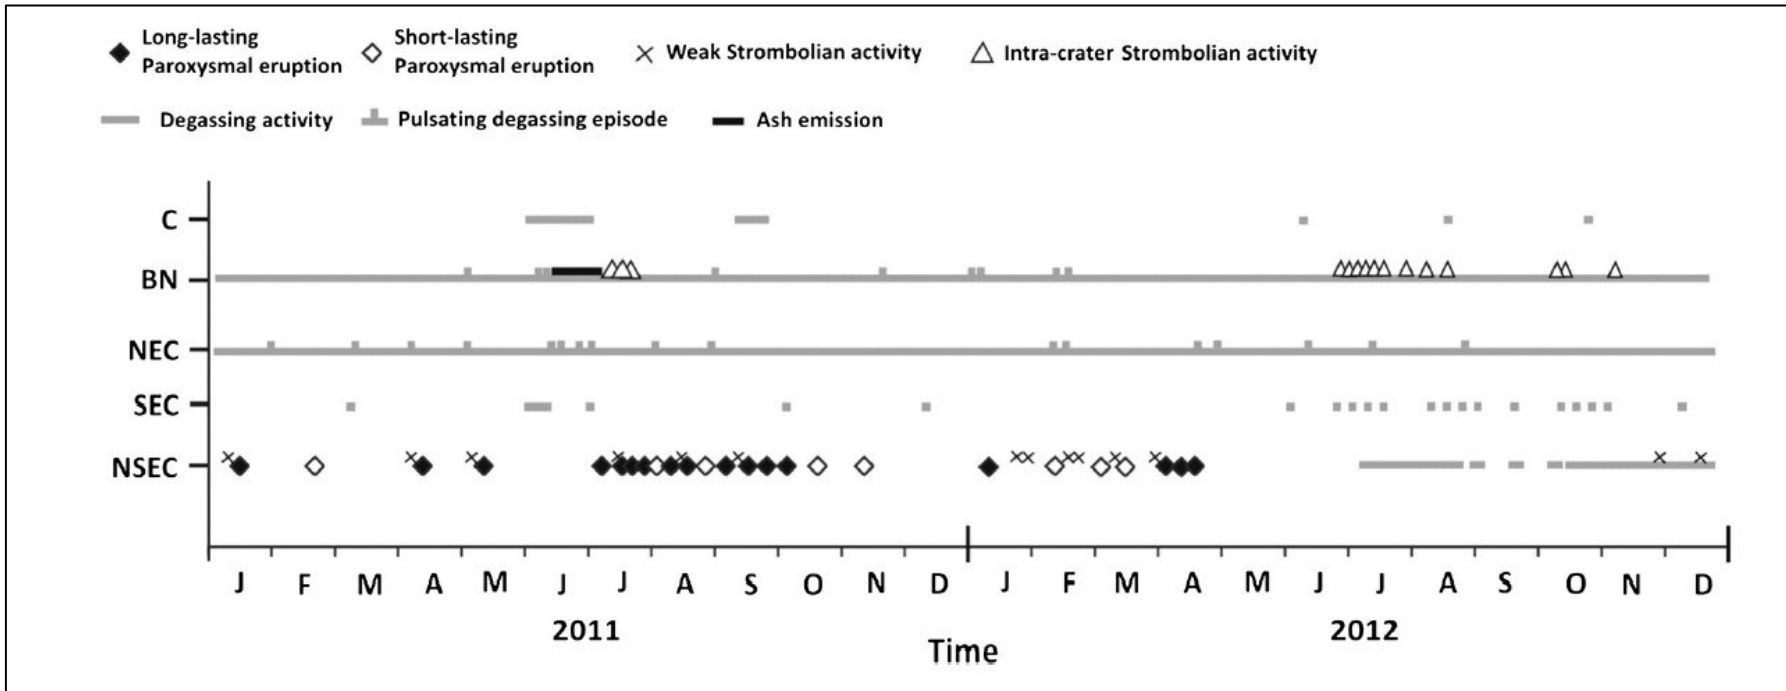 Long-lasting
Paroxysmal eruption
Short-lasting
Paroxysmal eruption
Weak Strombolian activity
Intra-crater Strombolian activity
Degassing activity
Pulsating degassing episode
Ash emission
C
BN
NEC
SEC
NSEC
J F M A M J J A S O N D J F M A M J J A S O N D
2011 2012
Time